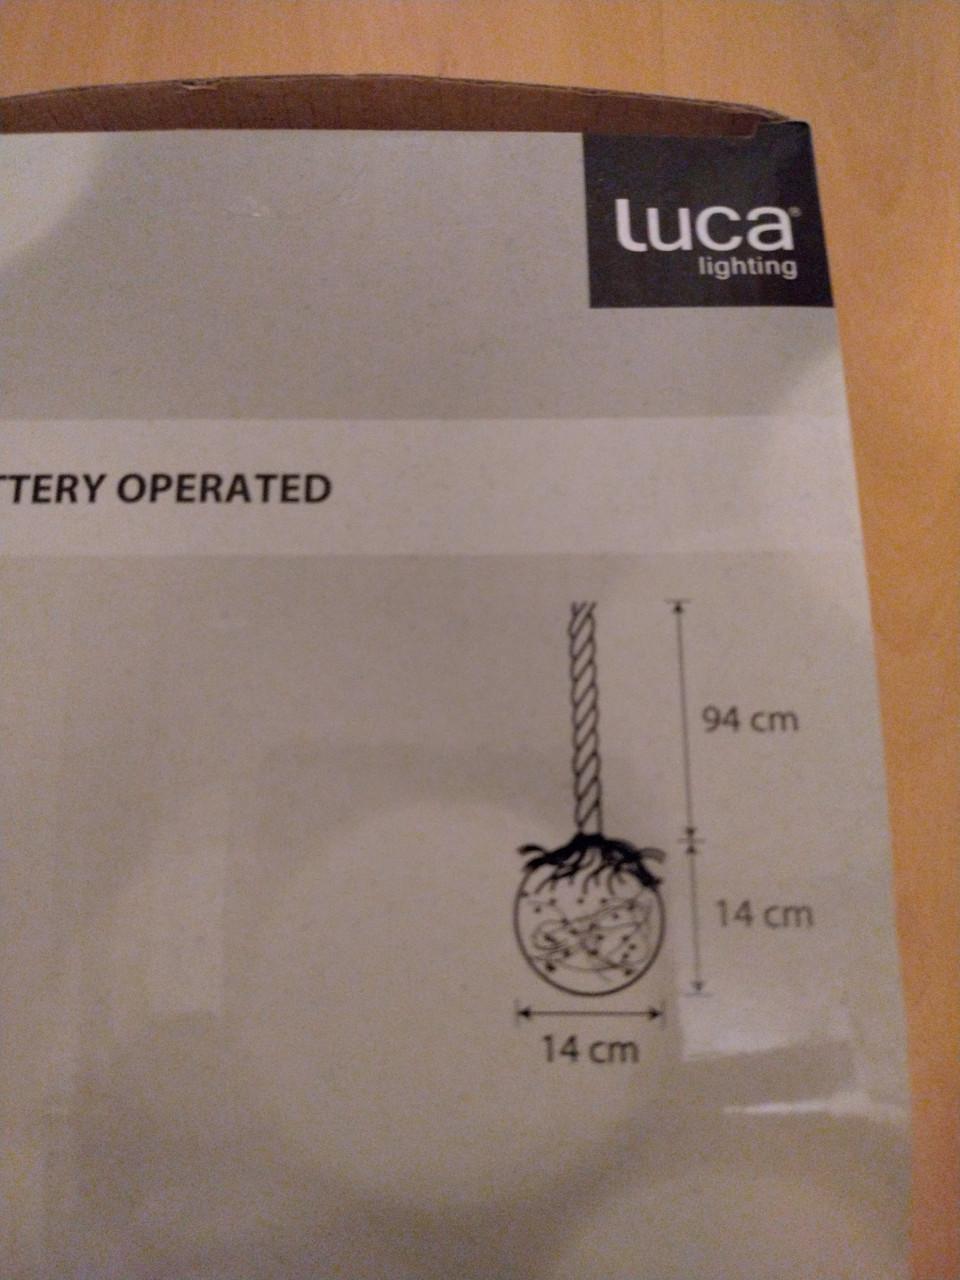 luca®
lighting
TTERY OPERATED
94 cm
14 cm
14 cm